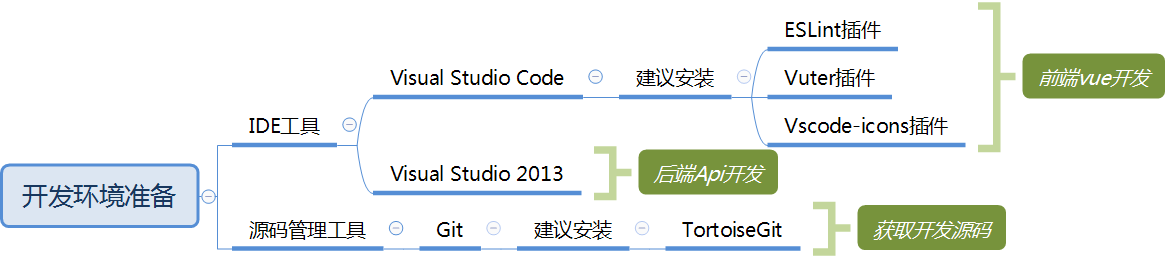 开发环境准备
IDE工具
Visual Studio Code
建议安装
ESLint插件
Vuter插件
Vscode-icons插件
前端vue开发
Visual Studio 2013
后端Api开发
源码管理工具
Git
建议安装
TortoiseGit
获取开发源码